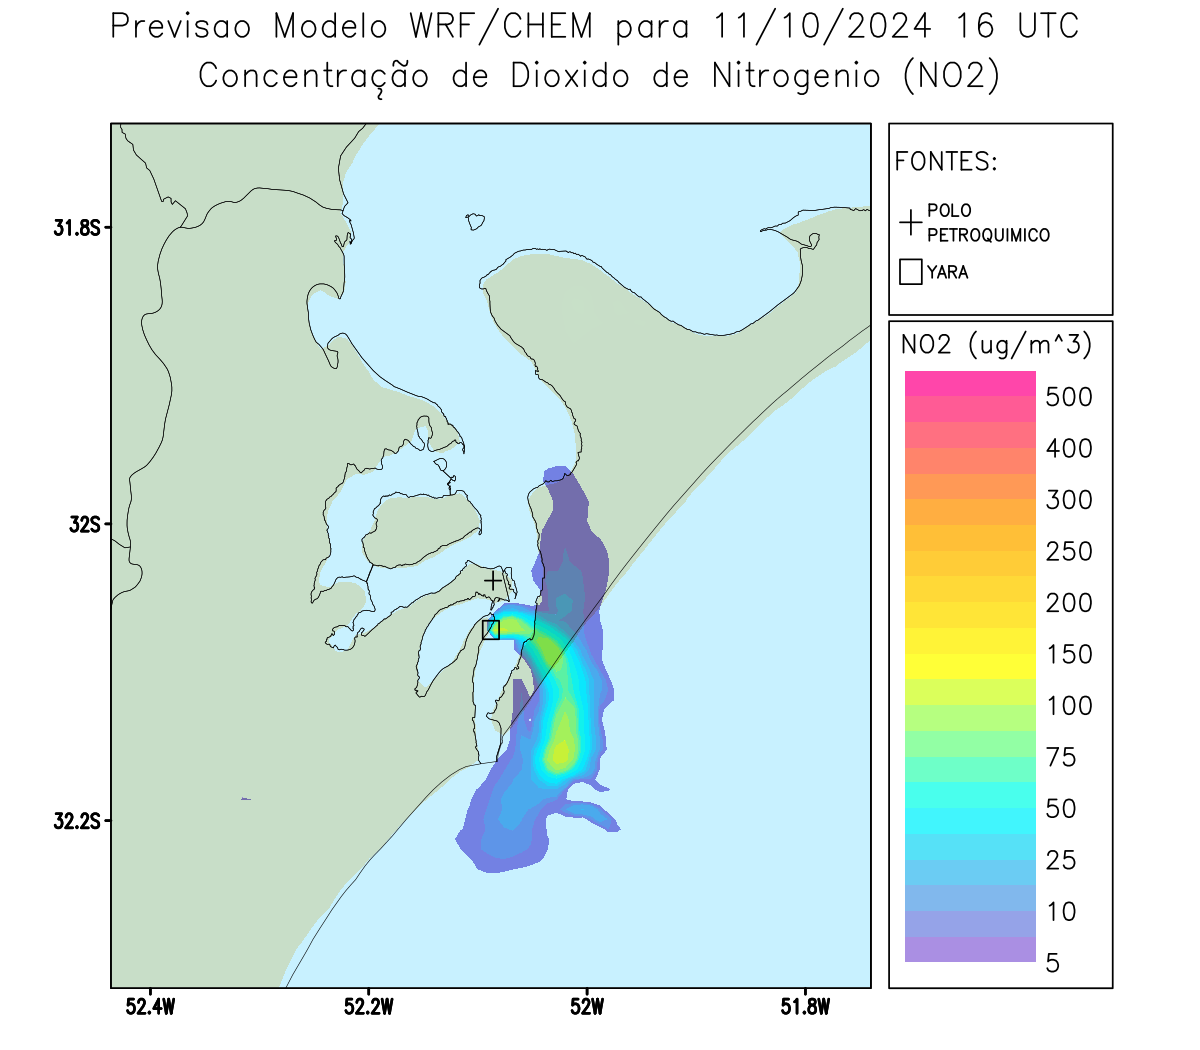 Previsao Modelo WRF/CHEM para 11/10/2024 16 UTC
Concentração de Dioxido de Nitrogenio (NO2)
FONTES:
POLO
PETROQUIMICO
YARA
NO2 (ug/m^3)
500
400
300
250
200
150
100
75
50
25
10
5
31.8S
32S
32.2S
52.4W
52.2W
52W
51.8W